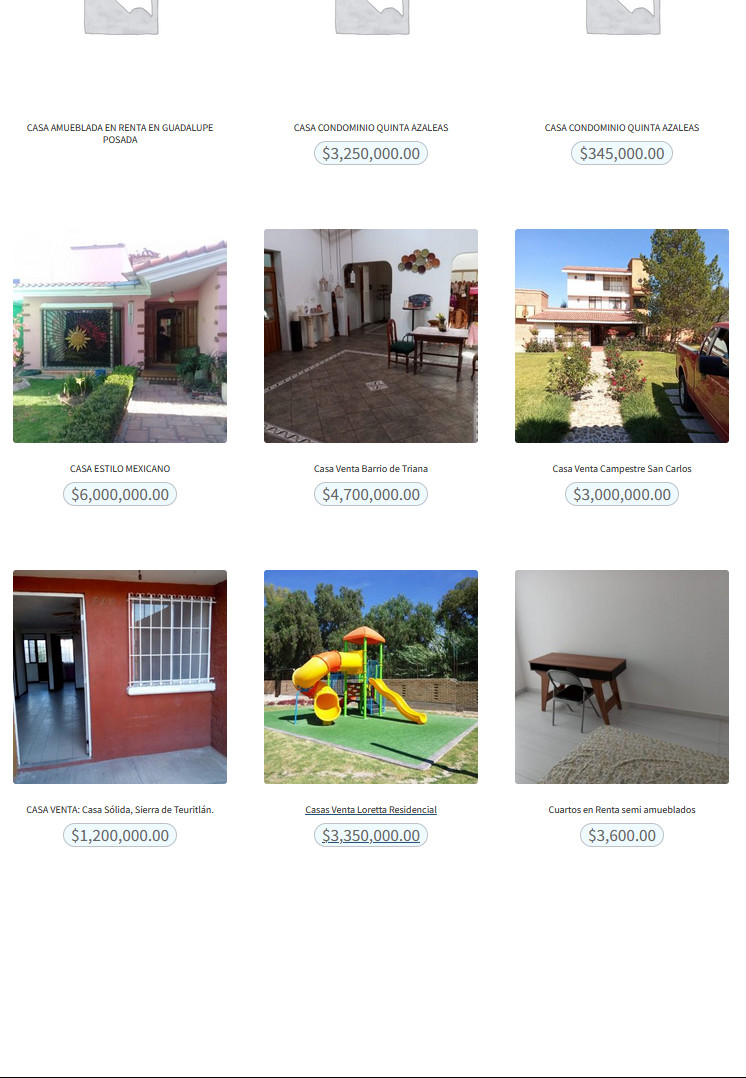 CASA AMUEBLADA EN RENTA EN GUADALUPE
POSADA
CASA CONDOMINIO QUINTA AZALEAS
$3,250,000.00
CASA CONDOMINIO QUINTA AZALEAS
$345,000.00
CASA ESTILO MEXICANO
$6,000,000.00
Casa Venta Barrio de Triana
$4,700,000.00
Casa Venta Campestre San Carlos
$3,000,000.00
CASA VENTA: Casa Sólida, Sierra de Teuritlán.
$1,200,000.00
Casas Venta Loretta Residencial
$3,350,000.00
Cuartos en Renta semi amueblados
$3,600.00